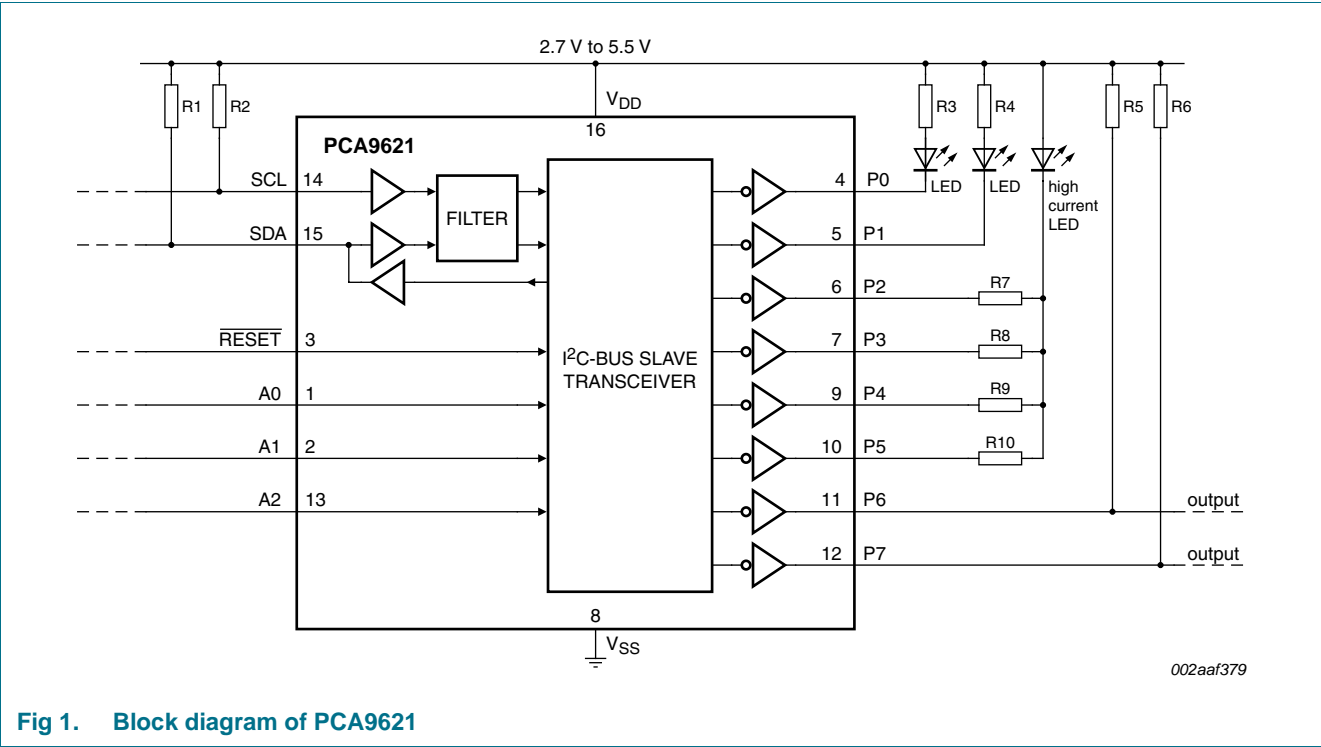 2.7 V to 5.5 V
R1
R2
R3
R4
R5
R6
VDD
16
PCA9621
SCL 14
4 P0
LED
LED
high
current
LED
FILTER
SDA 15
5 P1
6 P2
R7
RESET 3
7 P3
R8
I2C-BUS SLAVE
TRANSCEIVER
A0 1
9 P4
R9
A1 2
10 P5
R10
A2 13
11 P6
output
12 P7
output
8
VSS
002aaf379
Fig 1. Block diagram of PCA9621